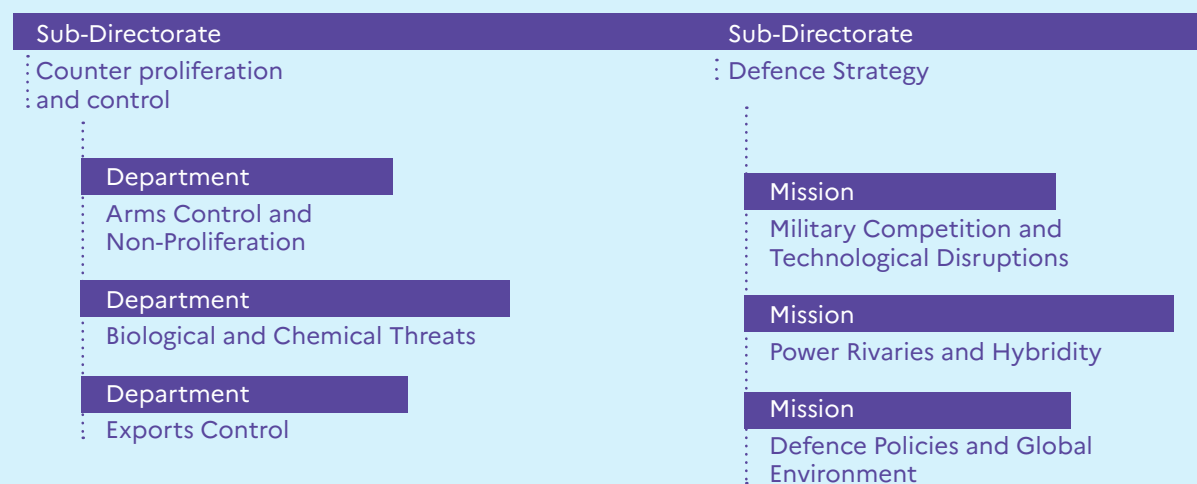 Sub-Directorate
Counter proliferation
and control
Department
Arms Control and
Non-Proliferation
Department
Biological and Chemical Threats
Department
Exports Control
Sub-Directorate
Defence Strategy
Mission
Military Competition and
Technological Disruptions
Mission
Power Rivaries and Hybridity
Mission
Defence Policies and Global
Environment